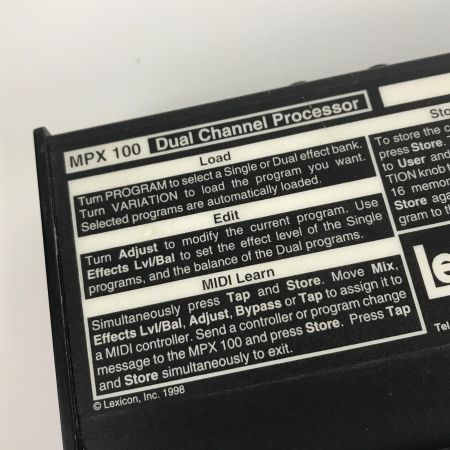 MPX 100 Dual Channel Processor
Load
Turn PROGRAM to select a Single or Dual effect bank.
Turn VARIATION to load the program you want.
Selected programs are automatically loaded.
Edit
Turn Adjust to modify the current program. Use
Effects Lvl/Bal to set the effect level of the Single
programs, and the balance of the Dual programs.
MIDI Learn
Simultaneously press Tap and Store. Move Mix,
Effects Lvl/Bal, Adjust, Bypass or Tap to assign it to
a MIDI controller. Send a controller or program change
message to the MPX 100 and press Store. Press Tap
and Store simultaneously to exit.
© Lexicon, Inc. 1998
Sto
To store the c
press Store.
to User and
TION knob t
16 memor
Store aga
gram to th
Le
Tel